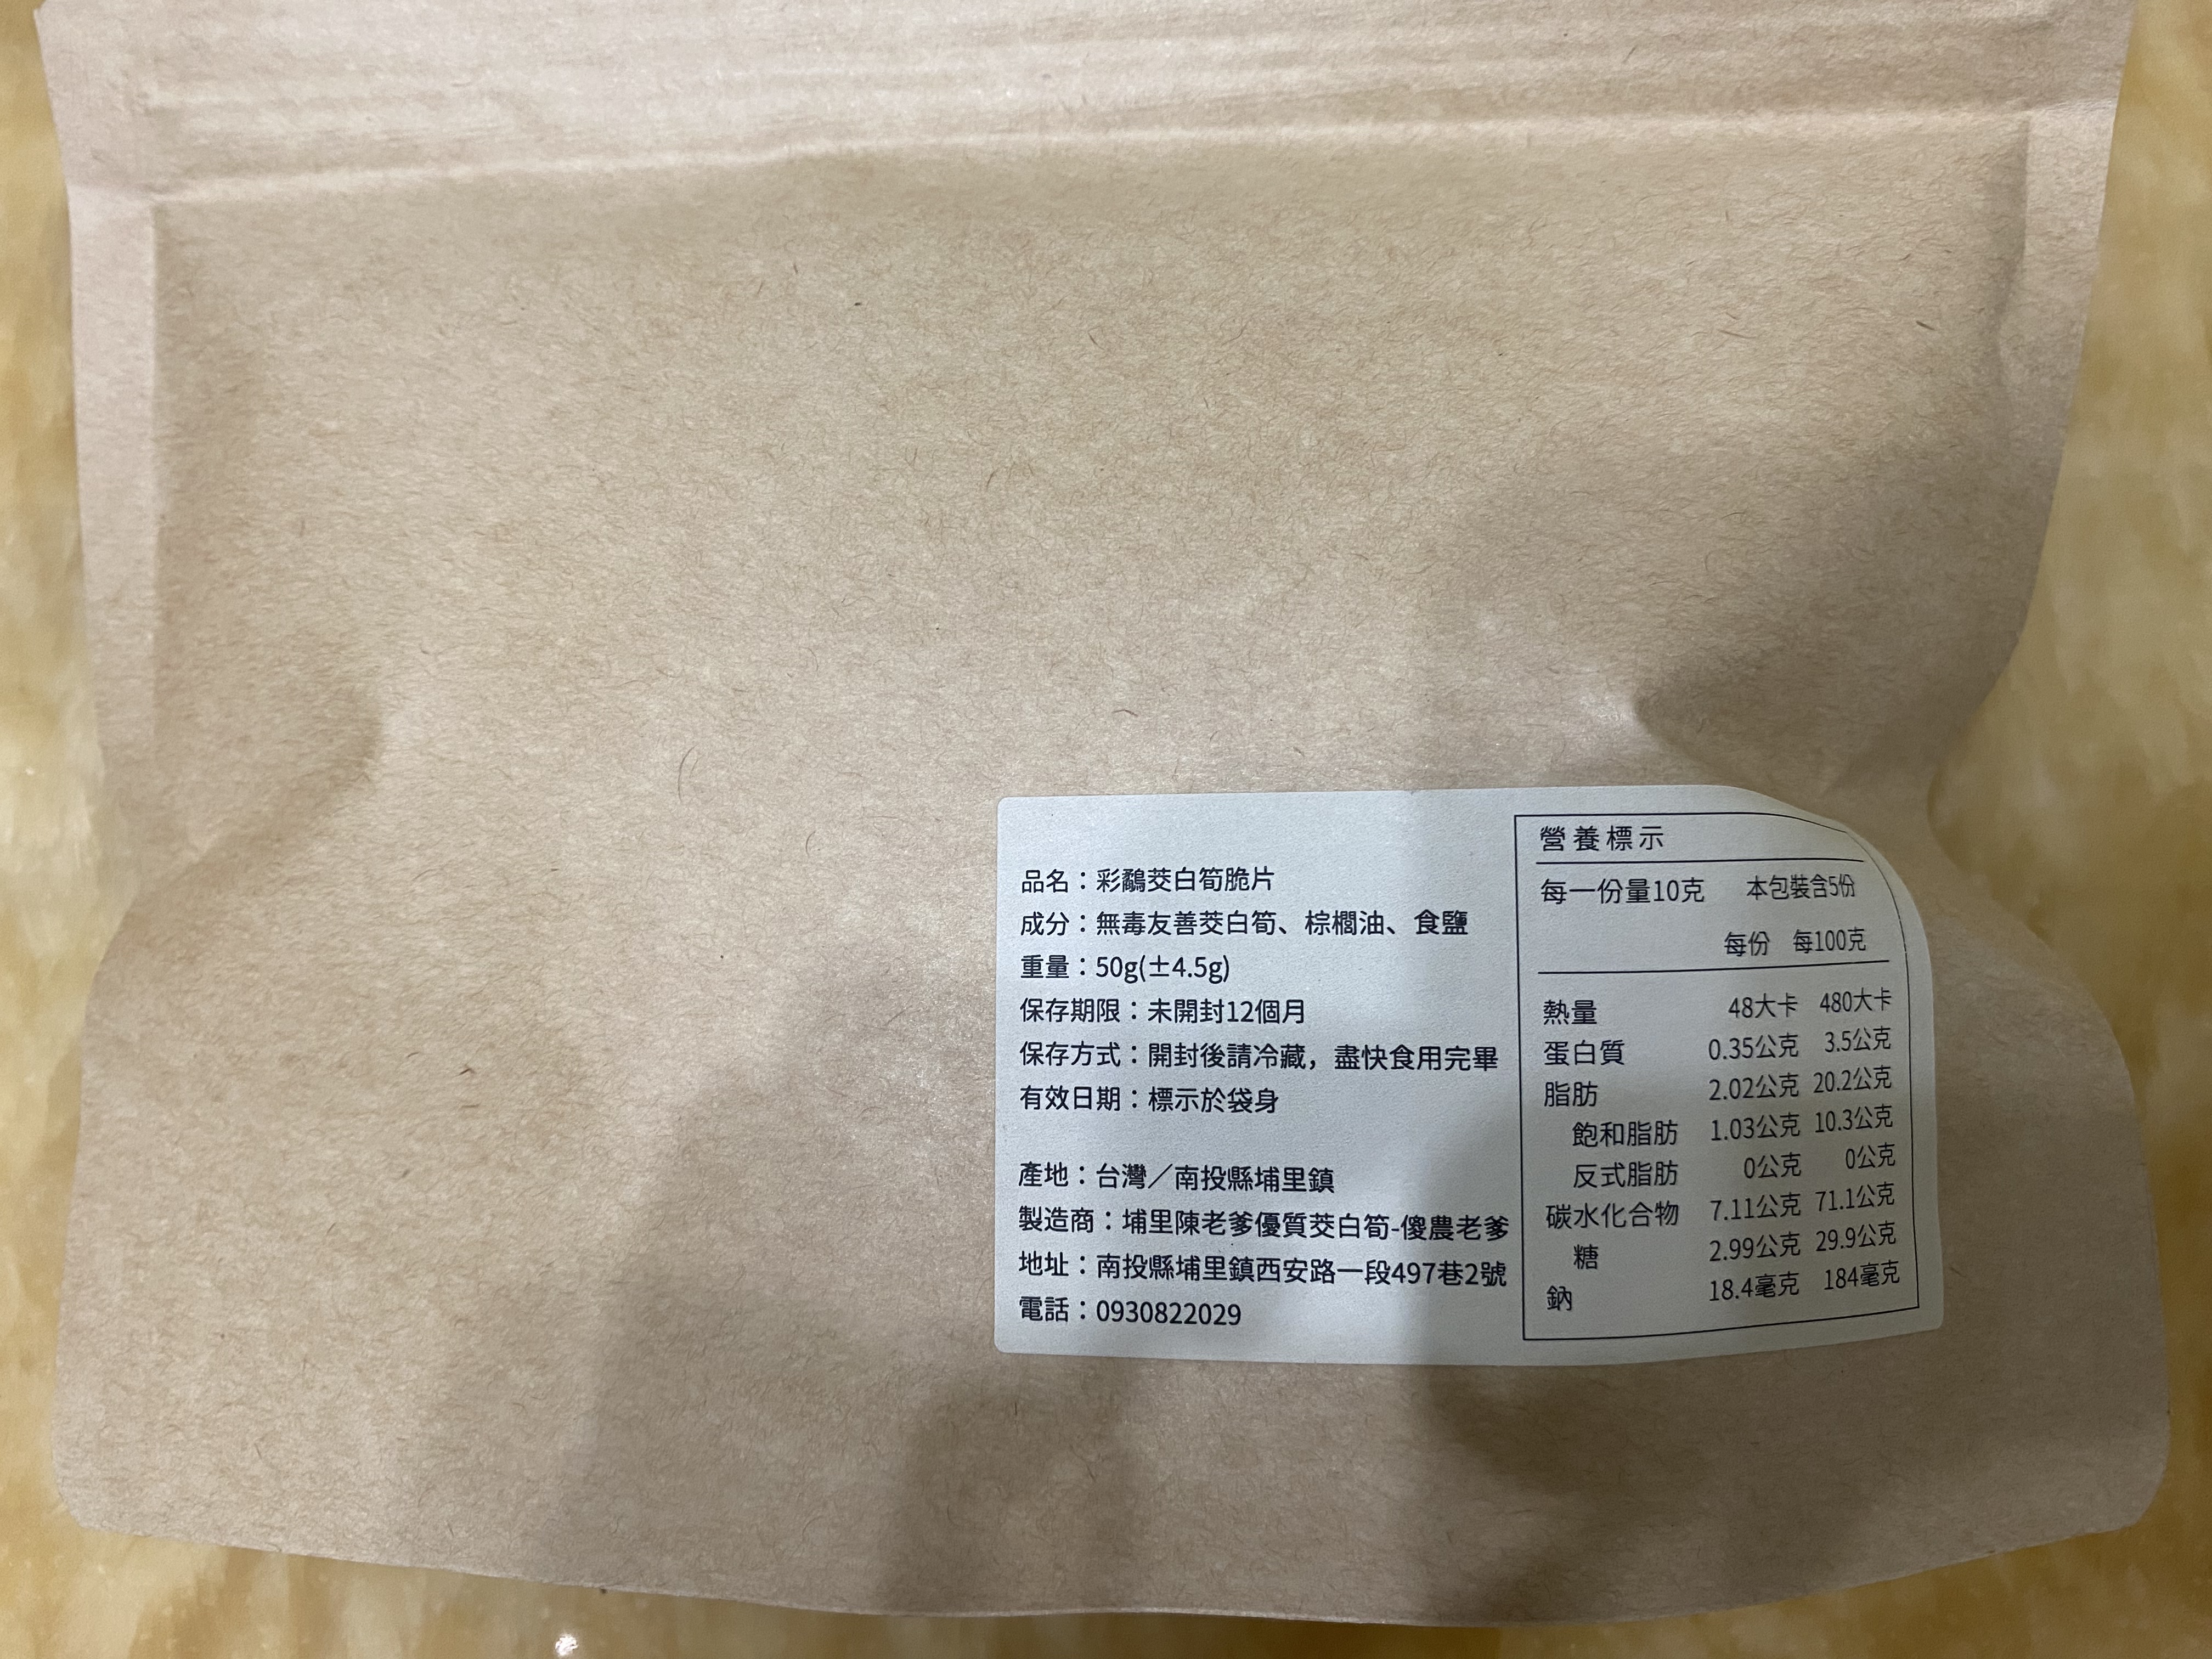 品名：彩鷸茭白筍脆片
成分：無毒友善茭白筍、棕櫚油、食鹽
重量：50g(±4.5g)
保存期限：未開封12個月
保存方式：開封後請冷藏，盡快食用完畢
有效日期：標示於袋身
產地：台灣／南投縣埔里鎮
製造商：埔里陳老爹優質茭白筍-傻農老爹
地址：南投縣埔里鎮西安路一段497巷2號
電話：0930822029
營養標示
每一份量10克 本包裝含5份
每份 每100克
熱量 48大卡 480大卡
蛋白質 0.35公克 3.5公克
脂肪 2.02公克 20.2公克
飽和脂肪 1.03公克 10.3公克
反式脂肪 0公克 0公克
碳水化合物 7.11公克 71.1公克
糖 2.99公克 29.9公克
鈉 18.4毫克 184毫克